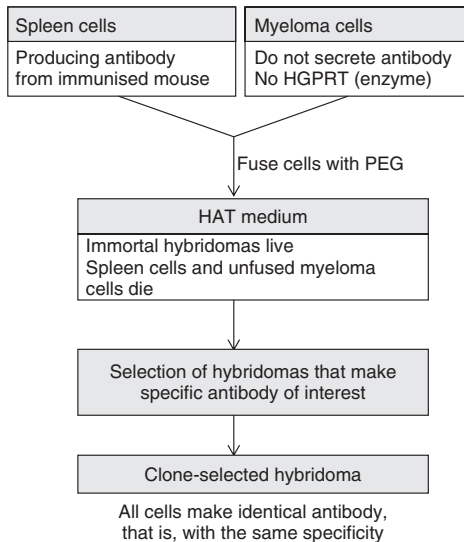 Spleen cells
Producing antibody
from immunised mouse
Myeloma cells
Do not secrete antibody
No HGPRT (enzyme)
Fuse cells with PEG
HAT medium
Immortal hybridomas live
Spleen cells and unfused myeloma
cells die
Selection of hybridomas that make
specific antibody of interest
Clone-selected hybridoma
All cells make identical antibody,
that is, with the same specificity